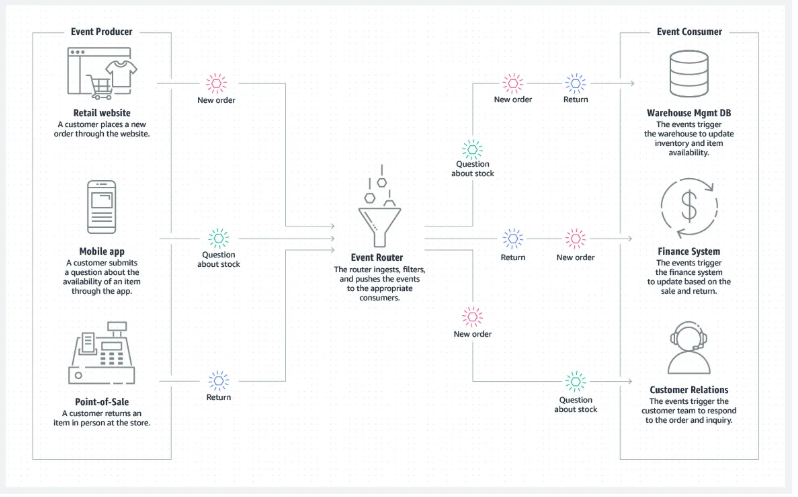 Event Producer
Retail website
A customer places a new
order through the website.
Mobile app
A customer submits
a question about the
availability of an item
through the app.
Point-of-Sale
A customer returns an
item in person at the store.
New order
Question
about stock
Return
Event Router
The router ingests, filters,
and pushes the events
to the appropriate
consumers.
New order
Return
Question
about stock
Return
New order
New order
Question
about stock
Event Consumer
Warehouse Mgmt DB
The events trigger
the warehouse to update
inventory and item
availability.
Finance System
The events trigger
the finance system
to update based on the
sale and return.
Customer Relations
The events trigger the
customer team to respond
to the order and inquiry.